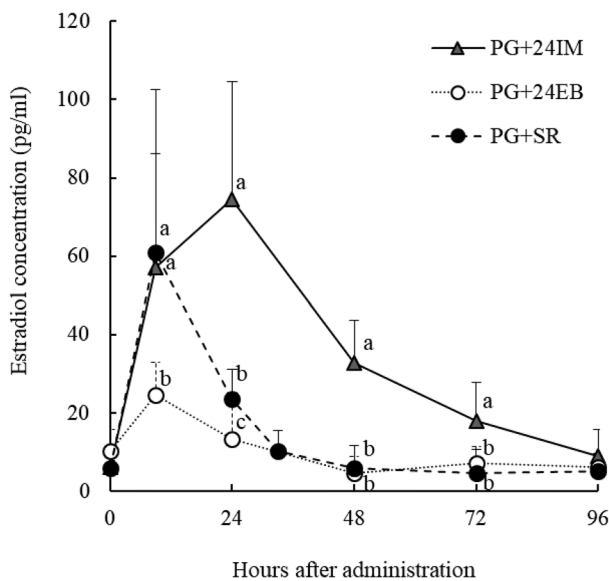 140
120
100
80
60
40
20
0
Estradiol concentration (pg/ml)
PG+24IM
PG+24EB
PG+SR
a
a
a
b
b
c
a
b
b
a
b
b
0
24
48
72
96
Hours after administration